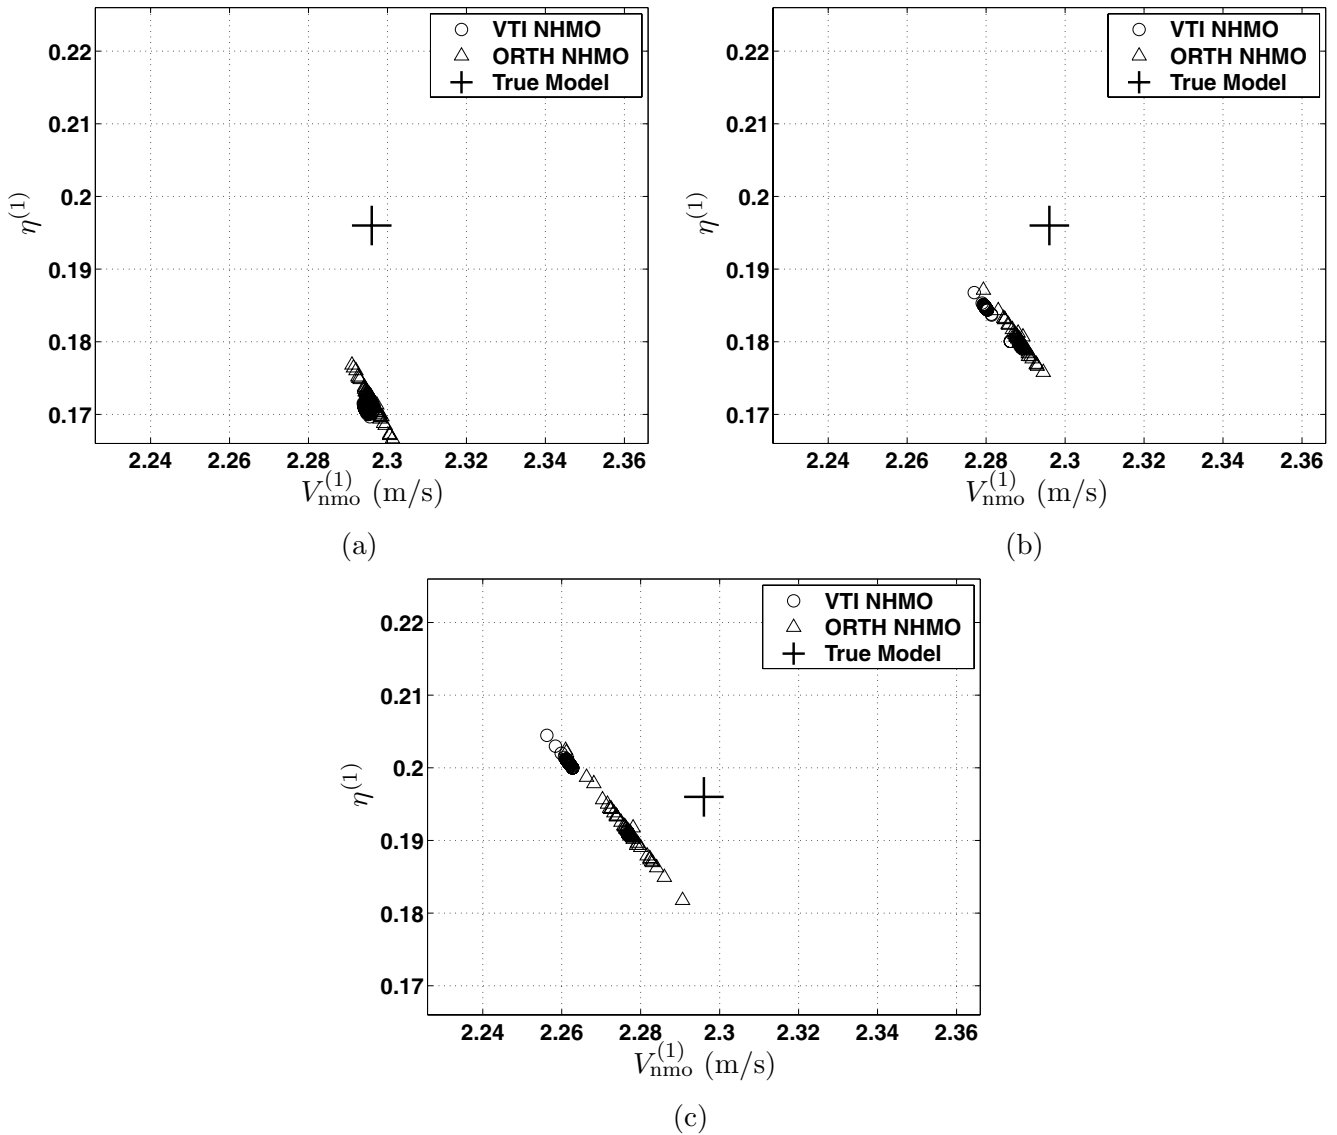 VTI NHMO
ORTH NHMO
True Model
0.22
0.21
0.2
0.19
0.18
0.17
η^(1)
2.24 2.26 2.28 2.3 2.32 2.34 2.36
V_nmo^(1) (m/s)
(a)
VTI NHMO
ORTH NHMO
True Model
0.22
0.21
0.2
0.19
0.18
0.17
η^(1)
2.24 2.26 2.28 2.3 2.32 2.34 2.36
V_nmo^(1) (m/s)
(b)
VTI NHMO
ORTH NHMO
True Model
0.22
0.21
0.2
0.19
0.18
0.17
η^(1)
2.24 2.26 2.28 2.3 2.32 2.34 2.36
V_nmo^(1) (m/s)
(c)